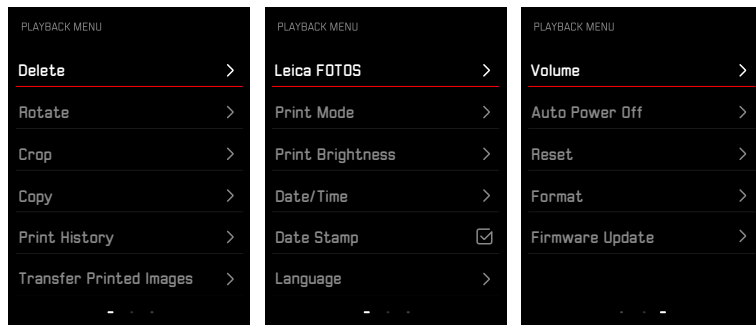 PLAYBACK MENU
Delete
Rotate
Crop
Copy
Print History
Transfer Printed Images
PLAYBACK MENU
Leica FOTOS
Print Mode
Print Brightness
Date/Time
Date Stamp
Language
PLAYBACK MENU
Volume
Auto Power Off
Reset
Format
Firmware Update